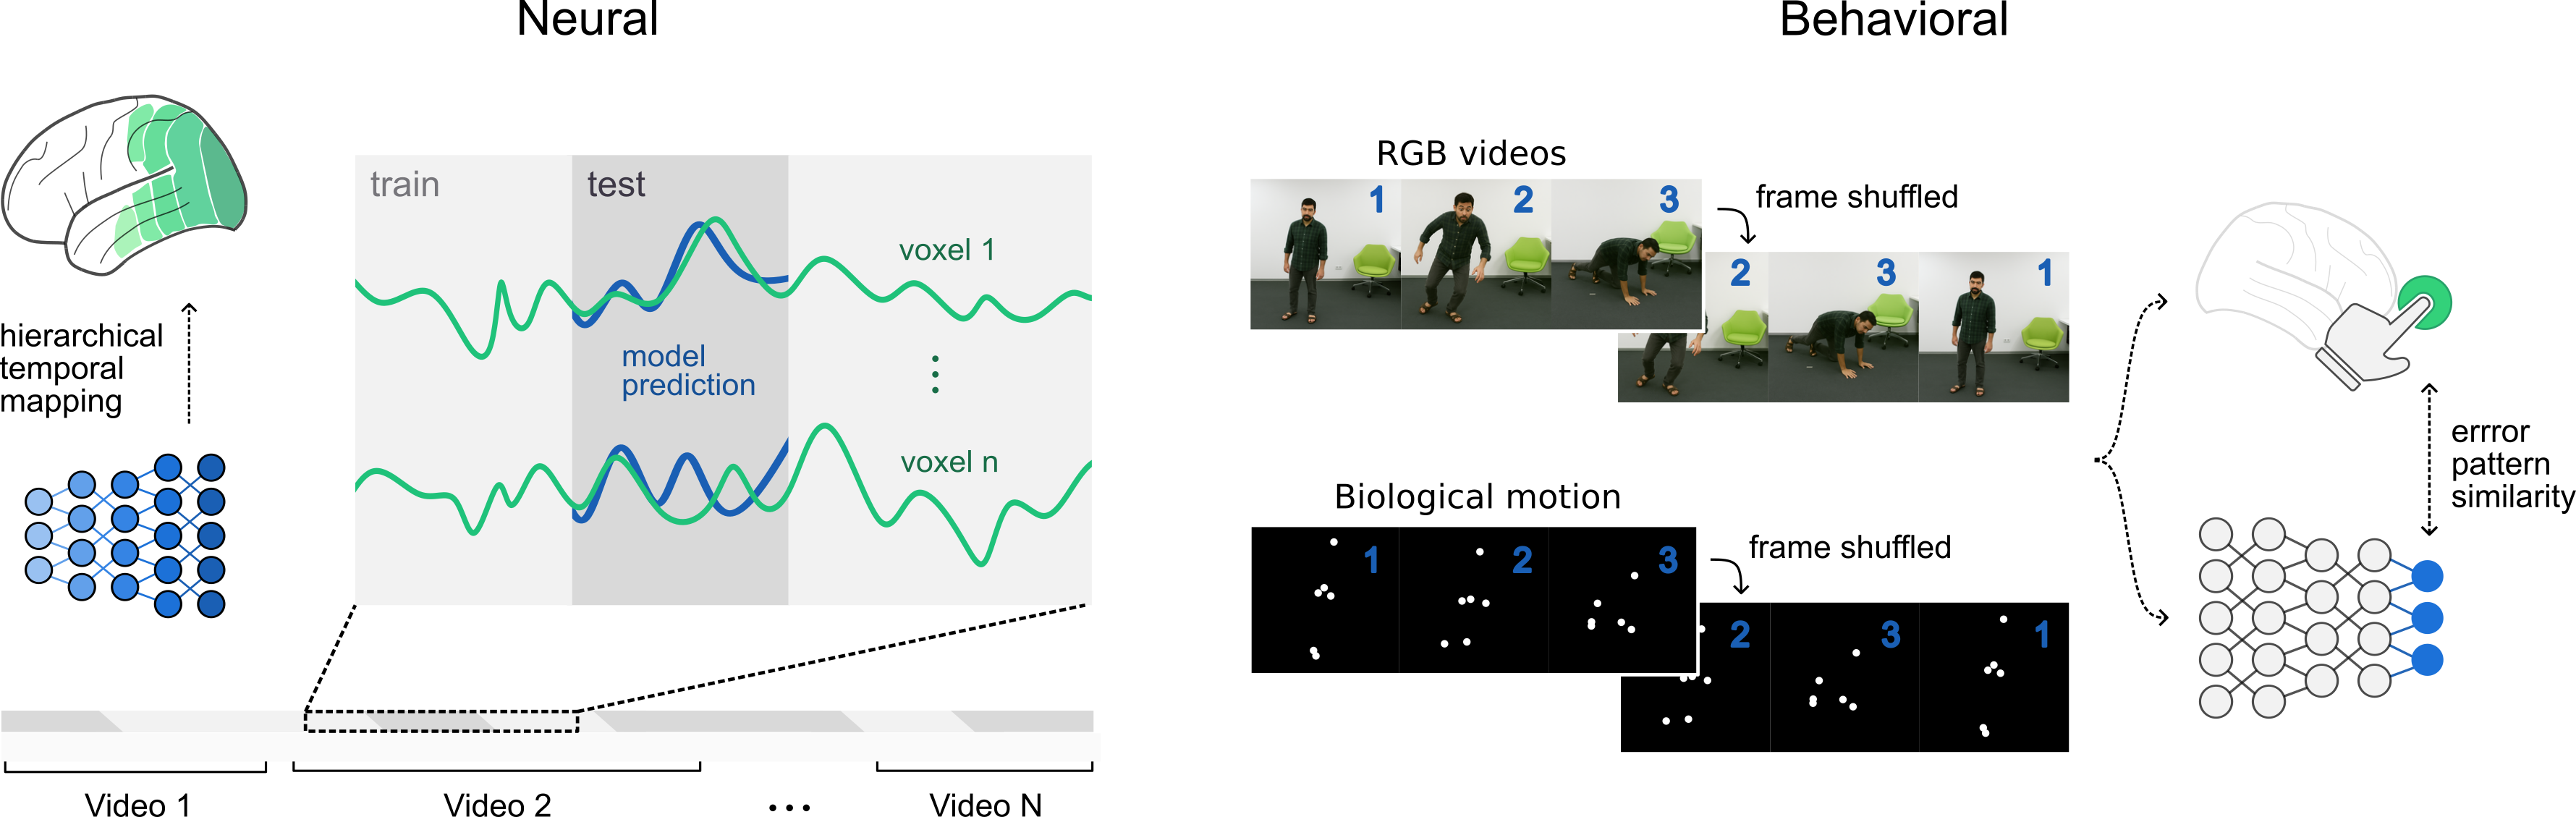 Neural
hierarchical
temporal
mapping
train
test
voxel 1
model
prediction
voxel n
Video 1
Video 2
...
Video N
Behavioral
RGB videos
1
2
3
frame shuffled
2
3
1
Biological motion
1
2
3
frame shuffled
2
3
1
errror
pattern
similarity